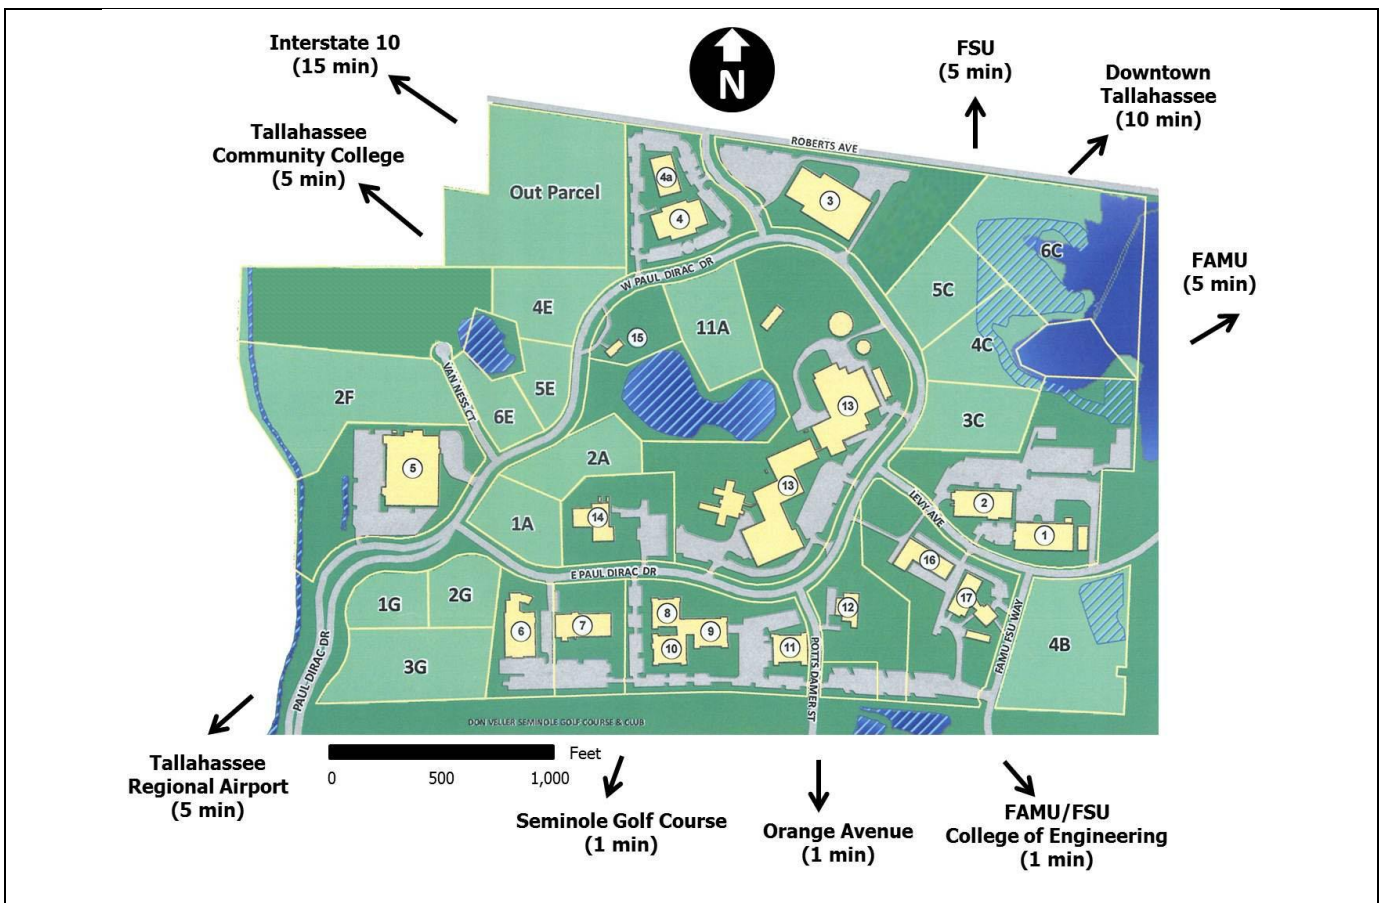 Interstate 10
(15 min)
N
FSU
(5 min)
Downtown
Tallahassee
(10 min)
Tallahassee
Community College
(5 min)
ROBERTS AVE
Out Parcel
4a
4
3
6C
FAMU
(5 min)
W PAUL DIRAC DR
5C
4E
11A
15
4C
VAN NESS CT
2F
5E
6E
13
3C
2A
5
13
LEVY AVE
2
1A
14
1
16
E PAUL DIRAC DR
17
1G
2G
8
12
6
7
9
FAMU/FSU WAY
10
11
4B
3G
PAUL DIRAC DR
POTTS DAMER ST
DON VELLER SEMINOLE GOLF COURSE & CLUB
Feet
0
500
1,000
Tallahassee
Regional Airport
(5 min)
Seminole Golf Course
(1 min)
Orange Avenue
(1 min)
FAMU/FSU
College of Engineering
(1 min)